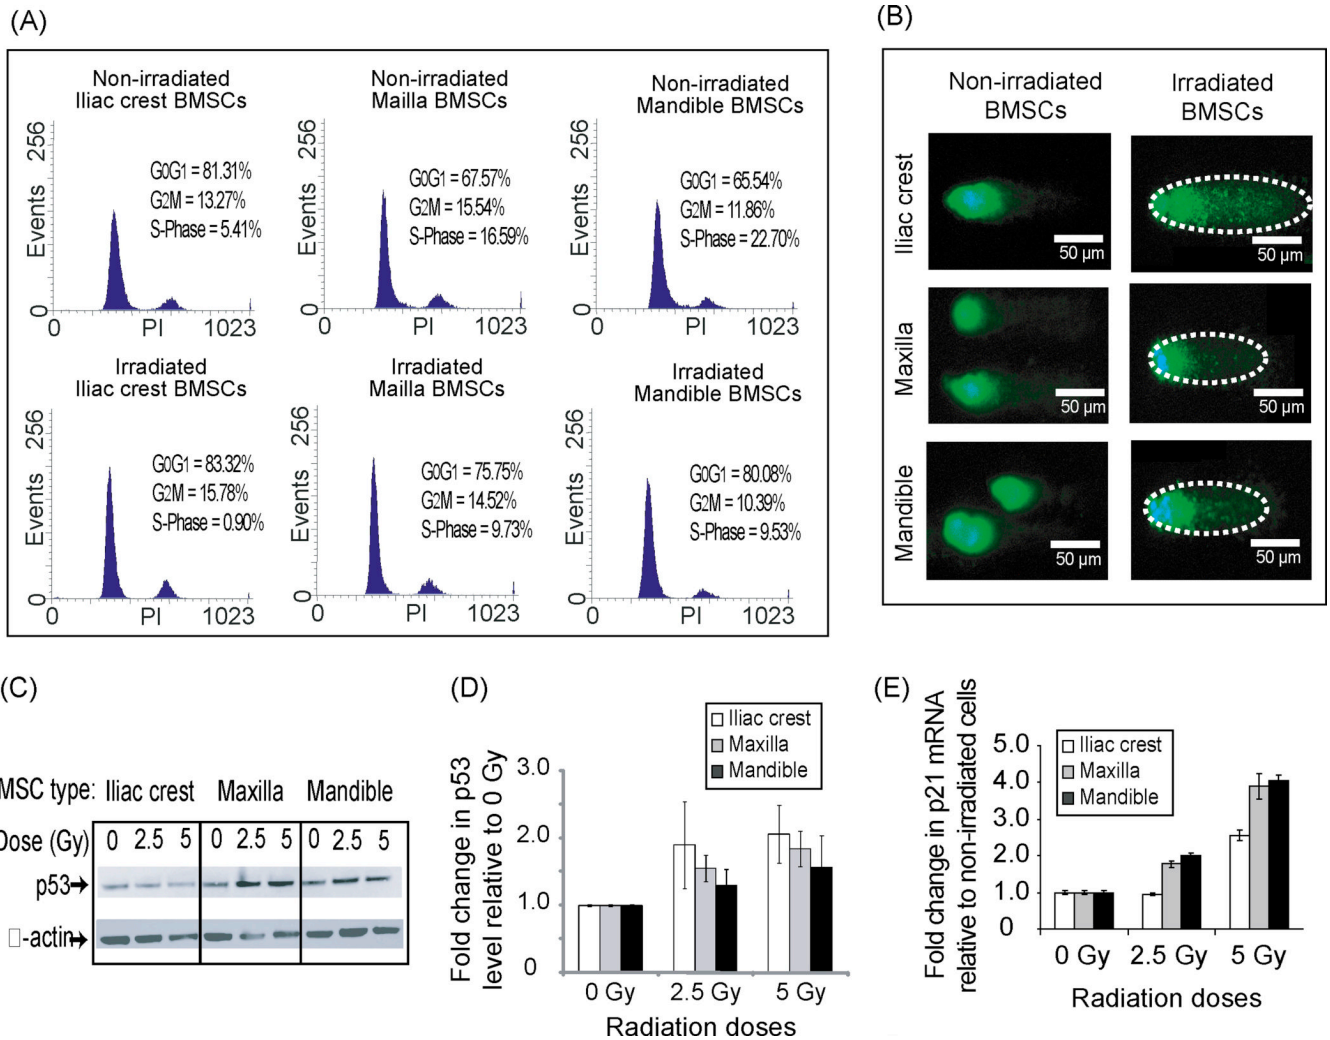 (A)
Non-irradiated
Iliac crest BMSCs
256
Events
0
G0G1 = 81.31%
G2M = 13.27%
S-Phase = 5.41%
0 PI 1023
Non-irradiated
Mailla BMSCs
256
Events
0
G0G1 = 67.57%
G2M = 15.54%
S-Phase = 16.59%
0 PI 1023
Non-irradiated
Mandible BMSCs
256
Events
0
G0G1 = 65.54%
G2M = 11.86%
S-Phase = 22.70%
0 PI 1023
Irradiated
Iliac crest BMSCs
256
Events
0
G0G1 = 83.32%
G2M = 15.78%
S-Phase = 0.90%
0 PI 1023
Irradiated
Mailla BMSCs
256
Events
0
G0G1 = 75.75%
G2M = 14.52%
S-Phase = 9.73%
0 PI 1023
Irradiated
Mandible BMSCs
256
Events
0
G0G1 = 80.08%
G2M = 10.39%
S-Phase = 9.53%
0 PI 1023
(B)
Non-irradiated
BMSCs
Irradiated
BMSCs
Iliac crest
50 µm
50 µm
Maxilla
50 µm
50 µm
Mandible
50 µm
50 µm
(C)
MSC type: Iliac crest Maxilla Mandible
Dose (Gy) 0 2.5 5 0 2.5 5 0 2.5 5
p53
-actin
(D)
Iliac crest
Maxilla
Mandible
Fold change in p53
level relative to 0 Gy
3.0
2.0
1.0
0
0 Gy 2.5 Gy 5 Gy
Radiation doses
(E)
Iliac crest
Maxilla
Mandible
Fold change in p21 mRNA
relative to non-irradiated cells
5.0
4.0
3.0
2.0
1.0
0
0 Gy 2.5 Gy 5 Gy
Radiation doses